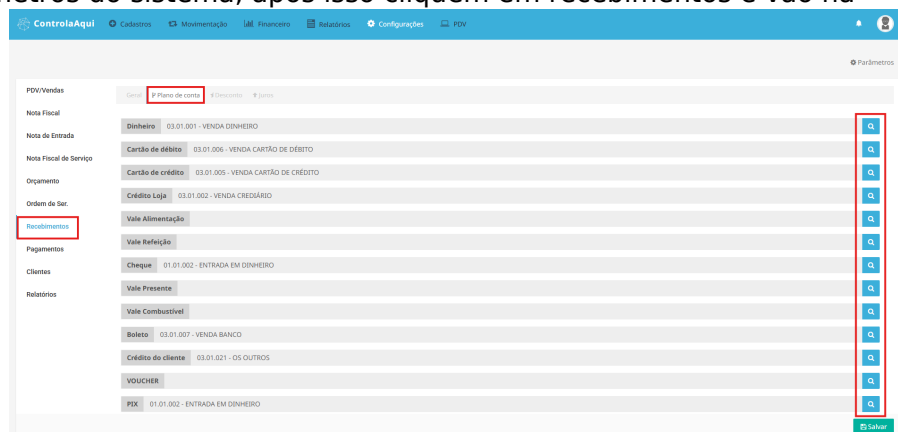 metros do sistema, após isso cliquem em recebimentos e vão na
ControlaAqui Cadastros Movimentação Financeiro Relatórios Configurações PDV
Parâmetros
PDV/Vendas
Nota Fiscal
Nota de Entrada
Nota Fiscal de Serviço
Orçamento
Ordem de Ser.
Recebimentos
Pagamentos
Clientes
Relatórios
Geral Plano de conta Desconto Juros
Dinheiro 03.01.001 - VENDA DINHEIRO
Cartão de débito 03.01.006 - VENDA CARTÃO DE DÉBITO
Cartão de crédito 03.01.005 - VENDA CARTÃO DE CRÉDITO
Crédito Loja 03.01.002 - VENDA CREDIÁRIO
Vale Alimentação
Vale Refeição
Cheque 01.01.002 - ENTRADA EM DINHEIRO
Vale Presente
Vale Combustível
Boleto 03.01.007 - VENDA BANCO
Crédito do cliente 03.01.021 - OS OUTROS
VOUCHER
PIX 01.01.002 - ENTRADA EM DINHEIRO
Salvar